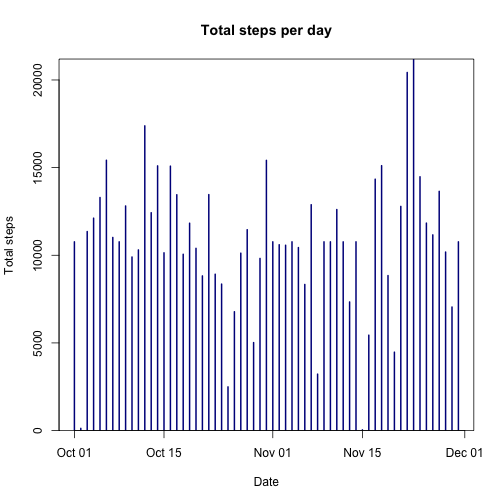 Total steps per day
Total steps
20000
15000
10000
5000
0
Oct 01
Oct 15
Nov 01
Nov 15
Dec 01
Date